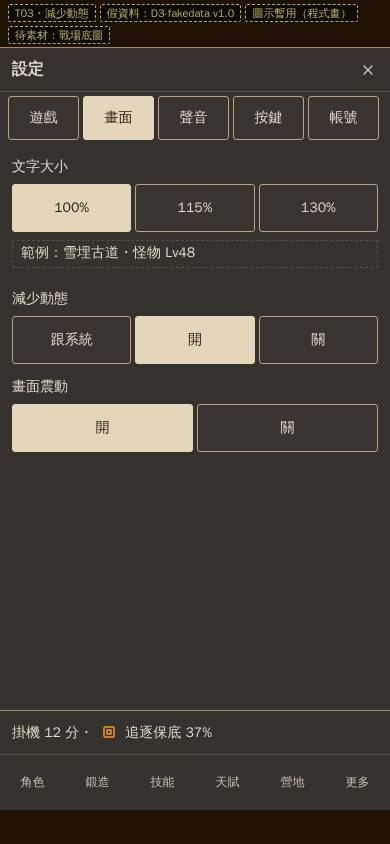 T03・減少動態 假資料：D3-fakedata v1.0 圖示暫用（程式畫）
待素材：戰場底圖
設定 ×
遊戲 畫面 聲音 按鍵 帳號
文字大小
100% 115% 130%
範例：雪埋古道・怪物 Lv48
減少動態
跟系統 開 關
畫面震動
開 關
掛機 12 分・ 追逐保底 37%
角色 鍛造 技能 天賦 營地 更多